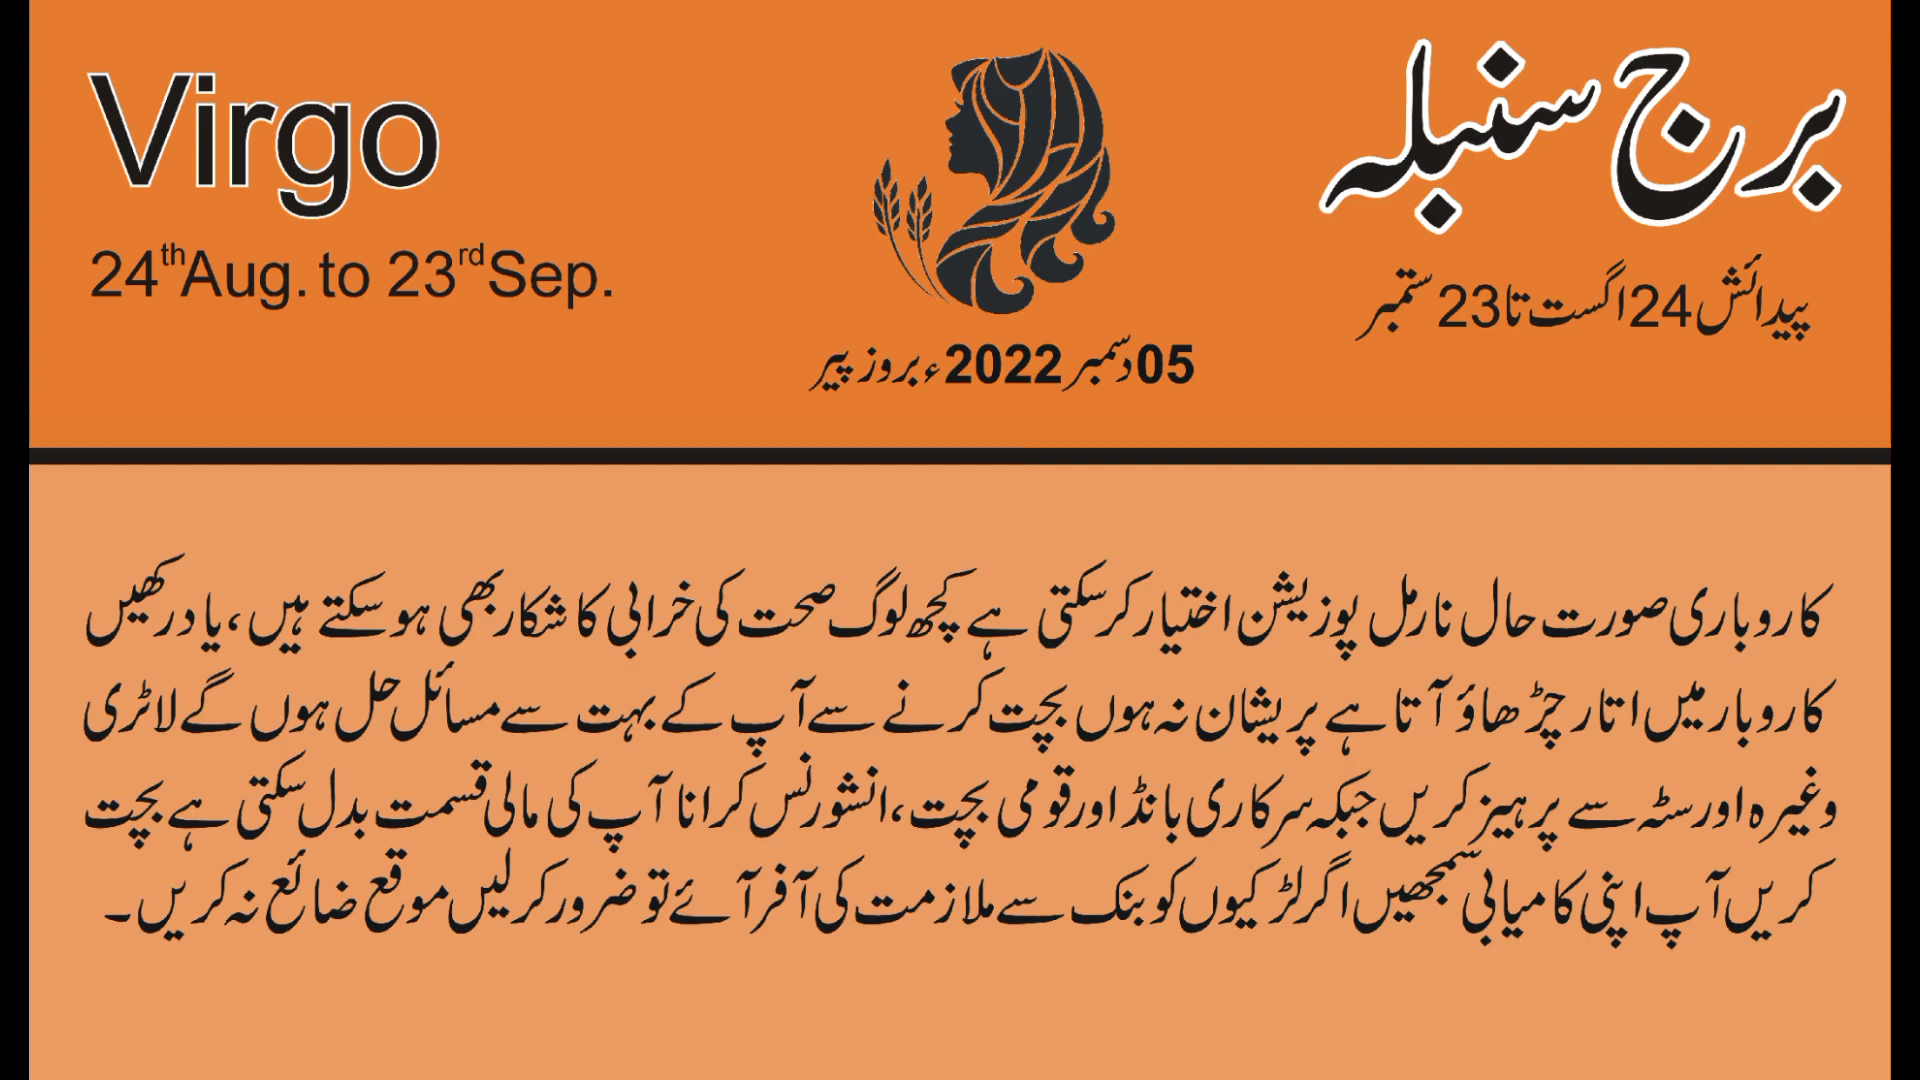 Virgo
برج سنبلہ
24th Aug. to 23rd Sep.
پیدائش 24 اگست تا 23 ستمبر
05 دسمبر 2022ء بروز پیر
کاروباری صورت حال نارمل پوزیشن اختیار کرسکتی ہے کچھ لوگ صحت کی خرابی کا شکار بھی ہوسکتے ہیں، یاد رکھیں
کاروبار میں اتار چڑھاؤ آتا ہے پریشان نہ ہوں بچت کرنے سے آپ کے بہت سے مسائل حل ہوں گے لاٹری
وغیرہ اور سٹہ سے پرہیز کریں جبکہ سرکاری بانڈ اور قومی بچت، انشورنس کرانا آپ کی مالی قسمت بدل سکتی ہے بچت
کریں آپ اپنی کامیابی سمجھیں اگر لڑکیوں کو بنک سے ملازمت کی آفر آئے تو ضرور کرلیں موقع ضائع نہ کریں۔